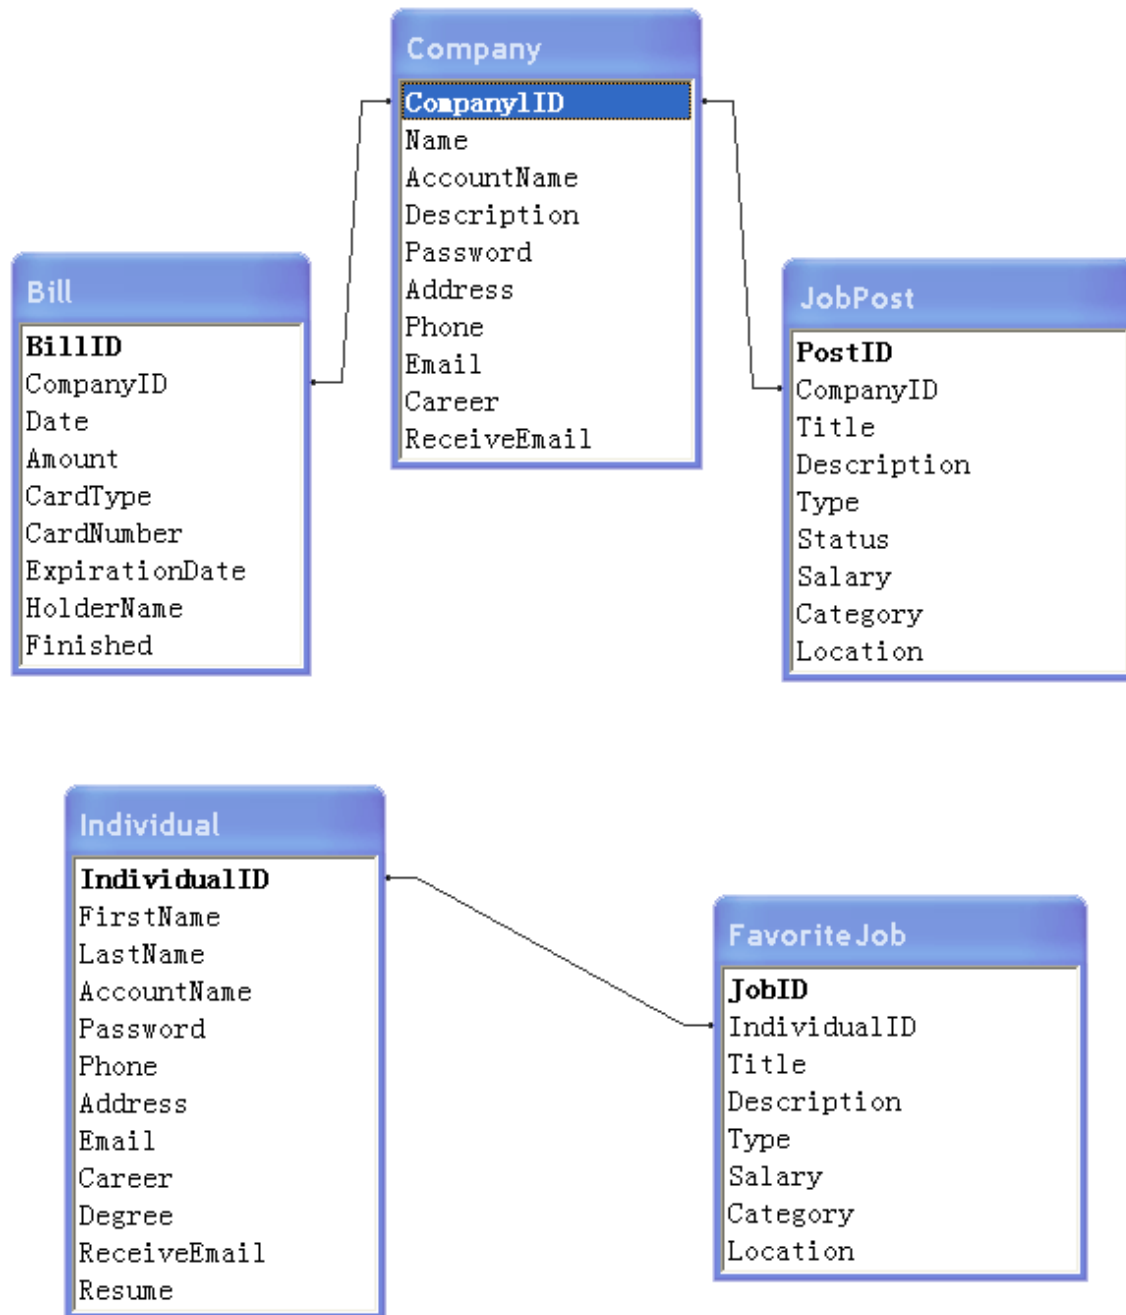 Company
CompanylID
Name
AccountName
Description
Password
Address
Phone
Email
Career
ReceiveEmail
Bill
BillID
CompanyID
Date
Amount
CardType
CardNumber
ExpirationDate
HolderName
Finished
JobPost
PostID
CompanyID
Title
Description
Type
Status
Salary
Category
Location
Individual
IndividualID
FirstName
LastName
AccountName
Password
Phone
Address
Email
Career
Degree
ReceiveEmail
Resume
FavoriteJob
JobID
IndividualID
Title
Description
Type
Salary
Category
Location